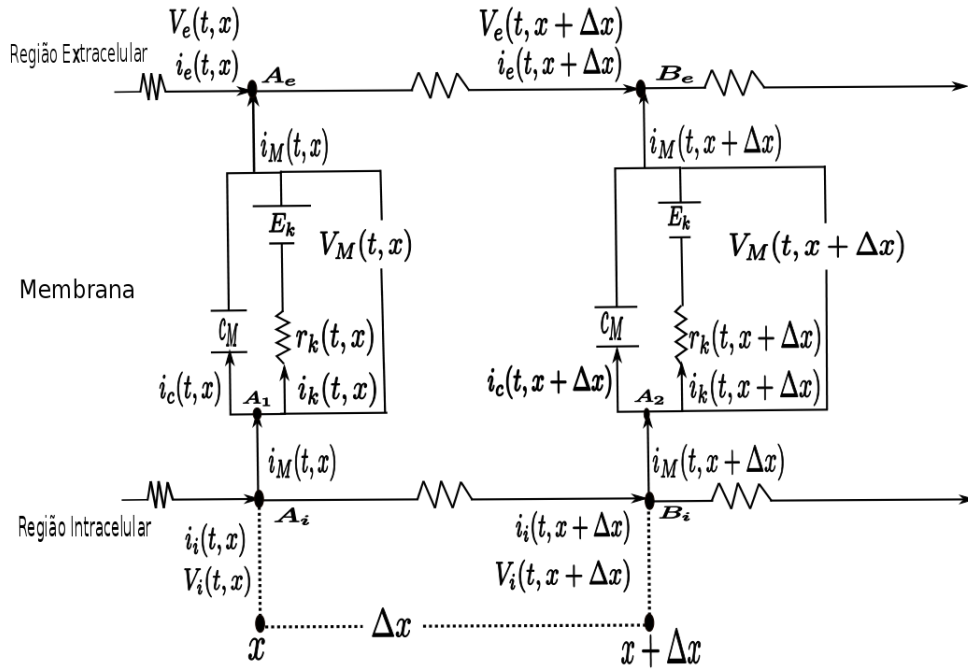 V_e(t, x)
V_e(t, x + Δx)
Região Extracelular
i_e(t, x)
i_e(t, x + Δx)
A_e
B_e
i_M(t, x)
i_M(t, x + Δx)
E_k
E_k
V_M(t, x)
V_M(t, x + Δx)
Membrana
c_M
r_k(t, x)
c_M
r_k(t, x + Δx)
i_c(t, x)
i_k(t, x)
i_c(t, x + Δx)
i_k(t, x + Δx)
A_1
A_2
i_M(t, x)
i_M(t, x + Δx)
Região Intracelular
A_i
B_i
i_i(t, x)
i_i(t, x + Δx)
V_i(t, x)
V_i(t, x + Δx)
Δx
x
x + Δx